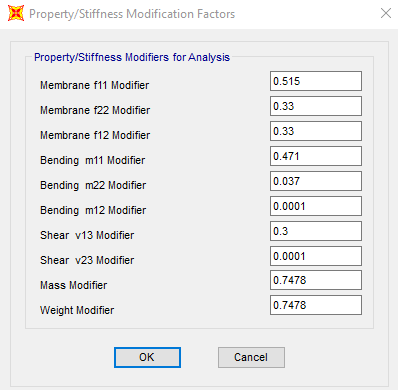 Property/Stiffness Modification Factors
Property/Stiffness Modifiers for Analysis
Membrane f11 Modifier 0.515
Membrane f22 Modifier 0.33
Membrane f12 Modifier 0.33
Bending m11 Modifier 0.471
Bending m22 Modifier 0.037
Bending m12 Modifier 0.0001
Shear v13 Modifier 0.3
Shear v23 Modifier 0.0001
Mass Modifier 0.7478
Weight Modifier 0.7478
OK Cancel